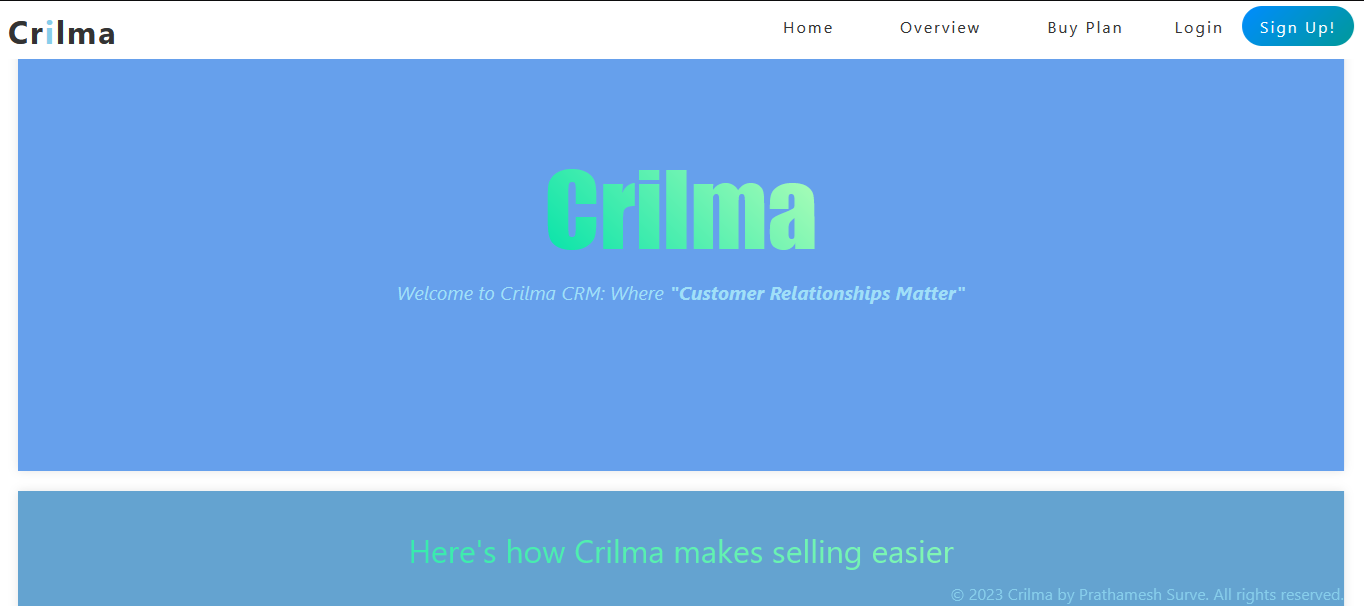 Crilma
Home Overview Buy Plan Login Sign Up!
Crilma
Welcome to Crilma CRM: Where "Customer Relationships Matter"
Here's how Crilma makes selling easier
© 2023 Crilma by Prathamesh Surve. All rights reserved.